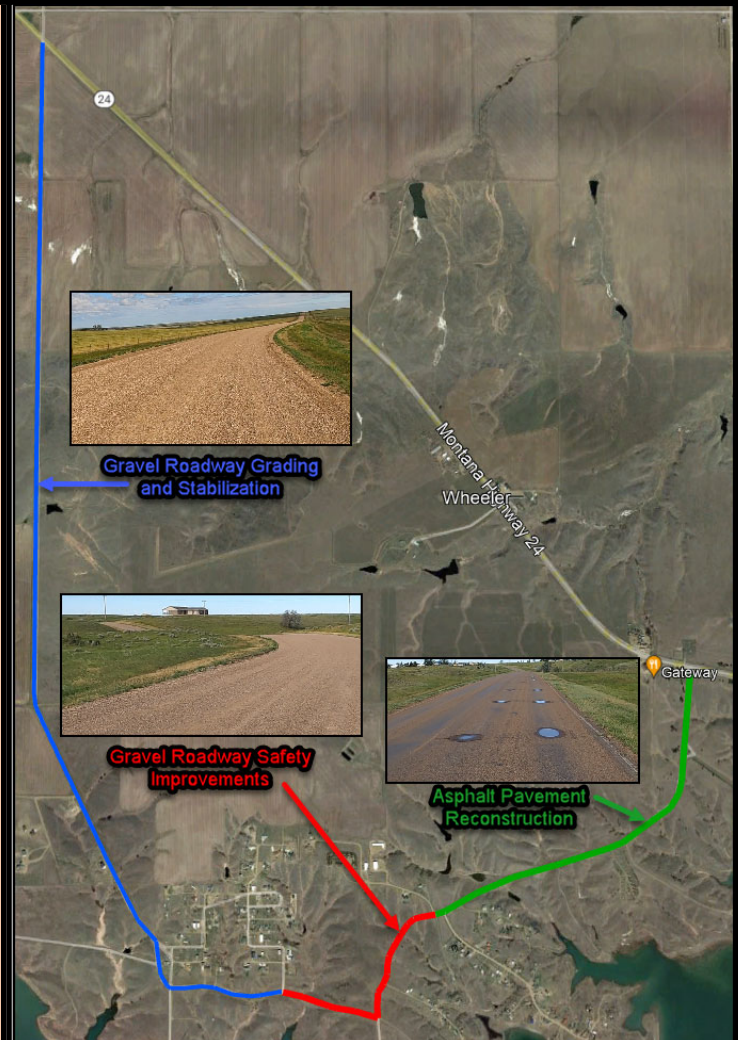 24
Gravel Roadway Grading
and Stabilization
Montana Highway 24
Wheeler
Gateway
Gravel Roadway Safety
Improvements
Asphalt Pavement
Reconstruction